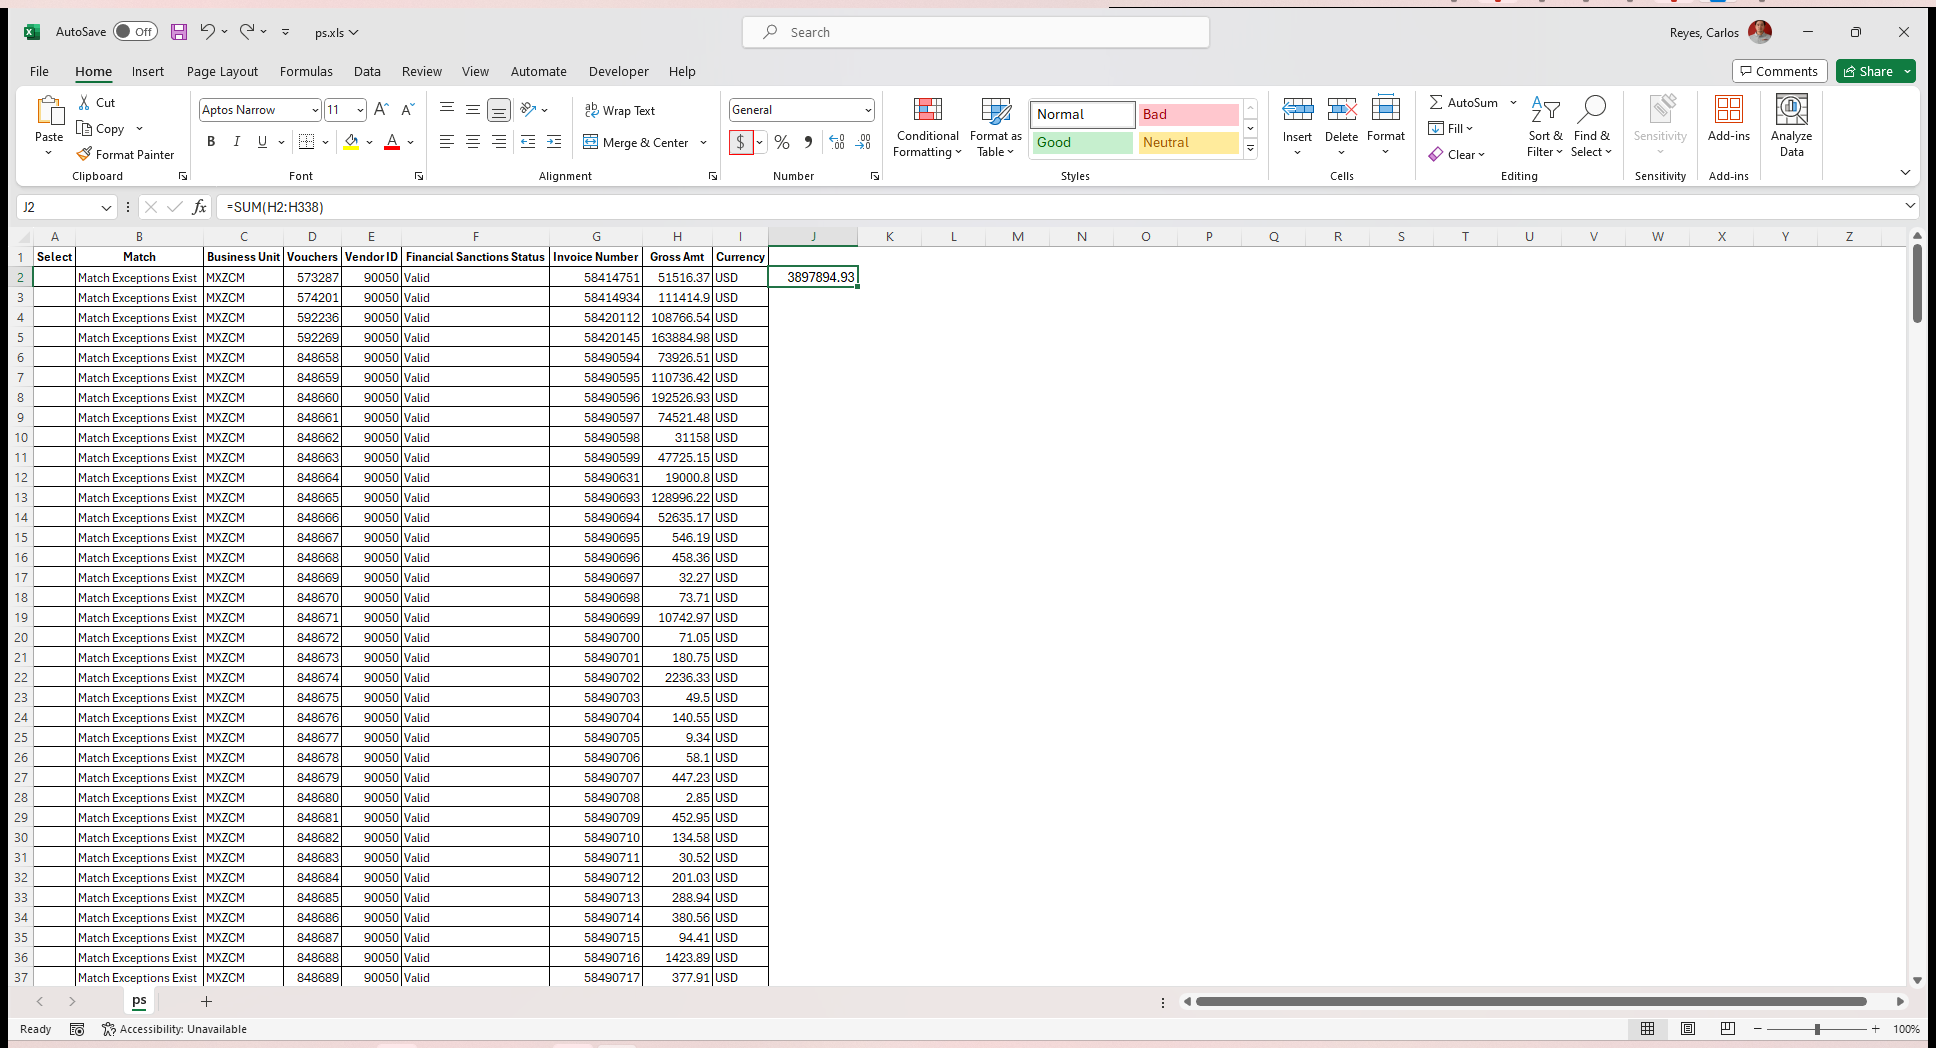 AutoSave Off ps.xls Search Reyes, Carlos
File Home Insert Page Layout Formulas Data Review View Automate Developer Help Comments Share
Paste Cut Copy Format Painter Clipboard
Aptos Narrow 11 B I U A Font
Wrap Text Merge & Center Alignment
General $ % Number
Conditional Formatting Format as Table Normal Bad Good Neutral Styles
Insert Delete Format Cells
AutoSum Fill Clear Sort & Filter Find & Select Editing
Sensitivity Sensitivity Add-ins Add-ins Analyze Data
J2 fx =SUM(H2:H338)
A B C D E F G H I J K L M N O P Q R S T U V W X Y Z
1 Select Match Business Unit Vouchers Vendor ID Financial Sanctions Status Invoice Number Gross Amt Currency
2 Match Exceptions Exist MXZCM 573287 90050 Valid 58414751 51516.37 USD 3897894.93
3 Match Exceptions Exist MXZCM 574201 90050 Valid 58414934 111414.9 USD
4 Match Exceptions Exist MXZCM 592236 90050 Valid 58420112 108766.54 USD
5 Match Exceptions Exist MXZCM 592269 90050 Valid 58420145 163884.98 USD
6 Match Exceptions Exist MXZCM 848658 90050 Valid 58490594 73926.51 USD
7 Match Exceptions Exist MXZCM 848659 90050 Valid 58490595 110736.42 USD
8 Match Exceptions Exist MXZCM 848660 90050 Valid 58490596 192526.93 USD
9 Match Exceptions Exist MXZCM 848661 90050 Valid 58490597 74521.48 USD
10 Match Exceptions Exist MXZCM 848662 90050 Valid 58490598 31158 USD
11 Match Exceptions Exist MXZCM 848663 90050 Valid 58490599 47725.15 USD
12 Match Exceptions Exist MXZCM 848664 90050 Valid 58490631 19000.8 USD
13 Match Exceptions Exist MXZCM 848665 90050 Valid 58490693 128996.22 USD
14 Match Exceptions Exist MXZCM 848666 90050 Valid 58490694 52635.17 USD
15 Match Exceptions Exist MXZCM 848667 90050 Valid 58490695 546.19 USD
16 Match Exceptions Exist MXZCM 848668 90050 Valid 58490696 458.36 USD
17 Match Exceptions Exist MXZCM 848669 90050 Valid 58490697 32.27 USD
18 Match Exceptions Exist MXZCM 848670 90050 Valid 58490698 73.71 USD
19 Match Exceptions Exist MXZCM 848671 90050 Valid 58490699 10742.97 USD
20 Match Exceptions Exist MXZCM 848672 90050 Valid 58490700 71.05 USD
21 Match Exceptions Exist MXZCM 848673 90050 Valid 58490701 180.75 USD
22 Match Exceptions Exist MXZCM 848674 90050 Valid 58490702 2236.33 USD
23 Match Exceptions Exist MXZCM 848675 90050 Valid 58490703 49.5 USD
24 Match Exceptions Exist MXZCM 848676 90050 Valid 58490704 140.55 USD
25 Match Exceptions Exist MXZCM 848677 90050 Valid 58490705 9.34 USD
26 Match Exceptions Exist MXZCM 848678 90050 Valid 58490706 58.1 USD
27 Match Exceptions Exist MXZCM 848679 90050 Valid 58490707 447.23 USD
28 Match Exceptions Exist MXZCM 848680 90050 Valid 58490708 2.85 USD
29 Match Exceptions Exist MXZCM 848681 90050 Valid 58490709 452.95 USD
30 Match Exceptions Exist MXZCM 848682 90050 Valid 58490710 134.58 USD
31 Match Exceptions Exist MXZCM 848683 90050 Valid 58490711 30.52 USD
32 Match Exceptions Exist MXZCM 848684 90050 Valid 58490712 201.03 USD
33 Match Exceptions Exist MXZCM 848685 90050 Valid 58490713 288.94 USD
34 Match Exceptions Exist MXZCM 848686 90050 Valid 58490714 380.56 USD
35 Match Exceptions Exist MXZCM 848687 90050 Valid 58490715 94.41 USD
36 Match Exceptions Exist MXZCM 848688 90050 Valid 58490716 1423.89 USD
37 Match Exceptions Exist MXZCM 848689 90050 Valid 58490717 377.91 USD
ps
Ready Accessibility: Unavailable 100%